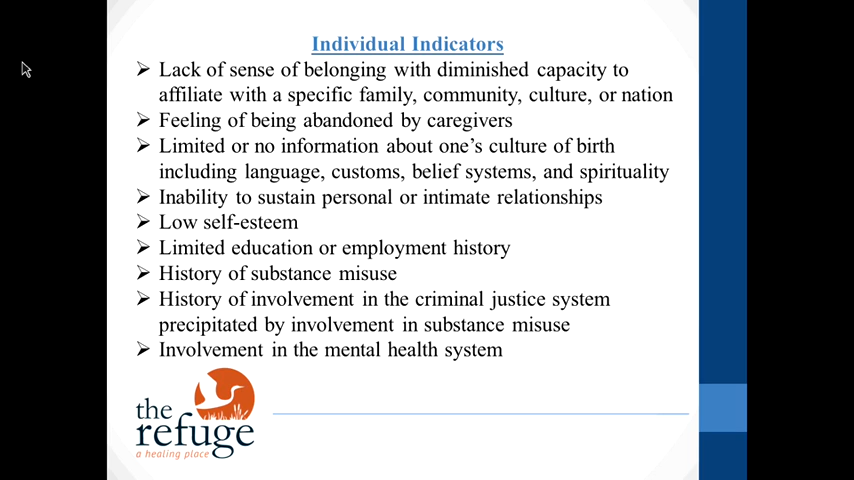 Individual Indicators
➢ Lack of sense of belonging with diminished capacity to
affiliate with a specific family, community, culture, or nation
➢ Feeling of being abandoned by caregivers
➢ Limited or no information about one’s culture of birth
including language, customs, belief systems, and spirituality
➢ Inability to sustain personal or intimate relationships
➢ Low self-esteem
➢ Limited education or employment history
➢ History of substance misuse
➢ History of involvement in the criminal justice system
precipitated by involvement in substance misuse
➢ Involvement in the mental health system
the
refuge
a healing place